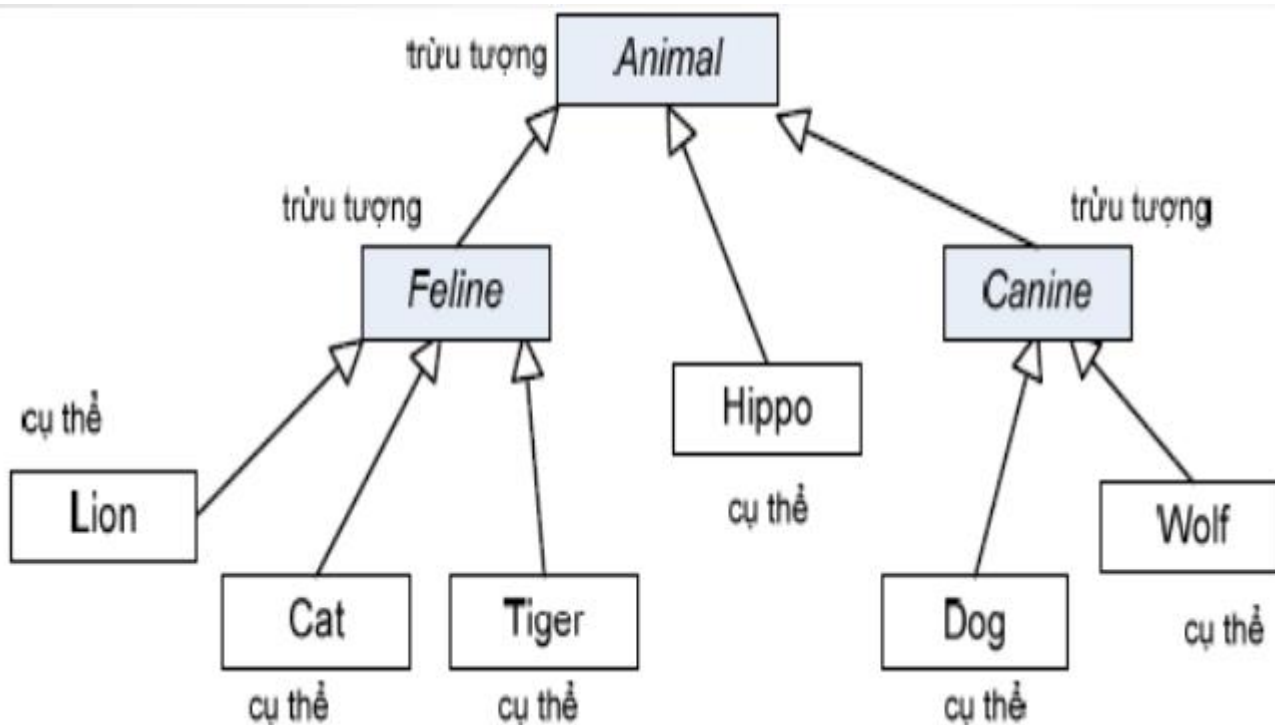 trừu tượng
Animal
trừu tượng
trừu tượng
Feline
Canine
Hippo
cụ thể
Lion
cụ thể
Wolf
Cat
Tiger
Dog
cụ thể
cụ thể
cụ thể
cụ thể